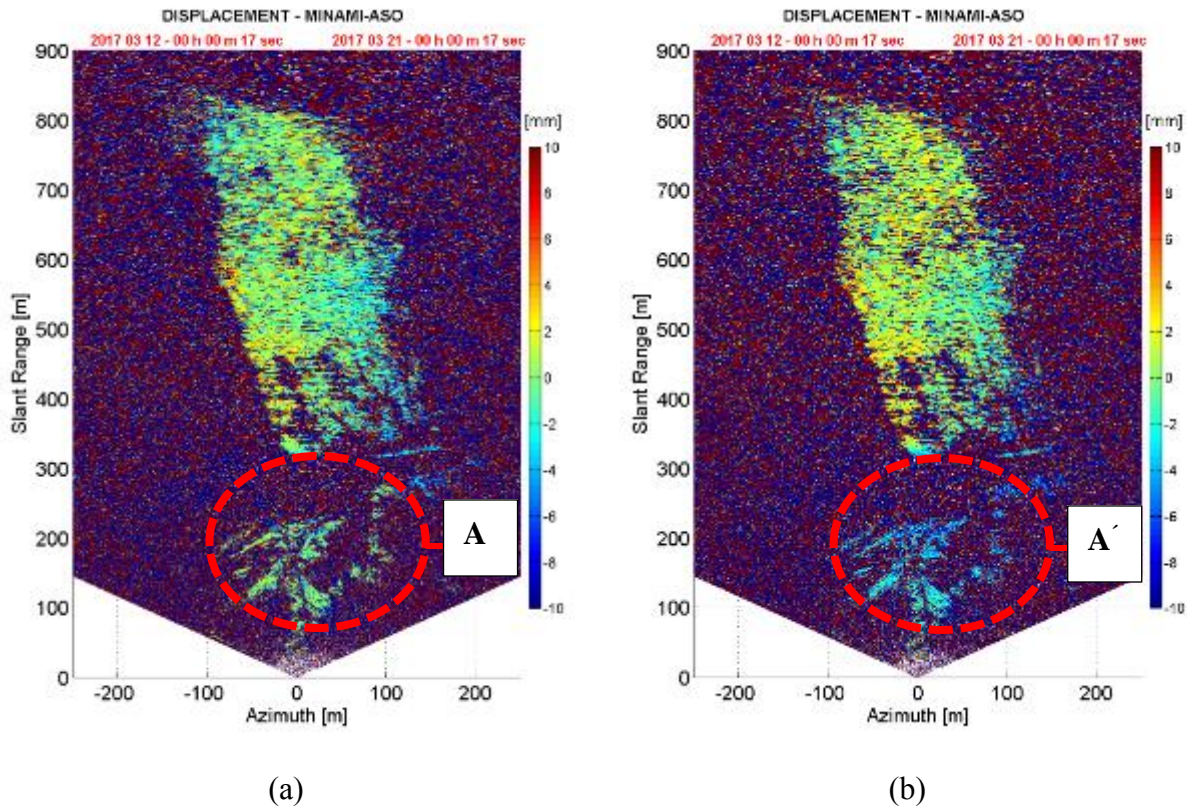 DISPLACEMENT - MINAMI-ASO
2017 03 12 - 00 h 00 m 17 sec 2017 03 21 - 00 h 00 m 17 sec
900
800
700
600
500
400
300
200
100
0
Slant Range [m]
-200 -100 0 100 200
Azimuth [m]
[mm]
10
8
6
4
2
0
-2
-4
-6
-8
-10
A
(a)
DISPLACEMENT - MINAMI-ASO
2017 03 12 - 00 h 00 m 17 sec 2017 03 21 - 00 h 00 m 17 sec
900
800
700
600
500
400
300
200
100
0
Slant Range [m]
-200 -100 0 100 200
Azimuth [m]
[mm]
10
8
6
4
2
0
-2
-4
-6
-8
-10
A´
(b)